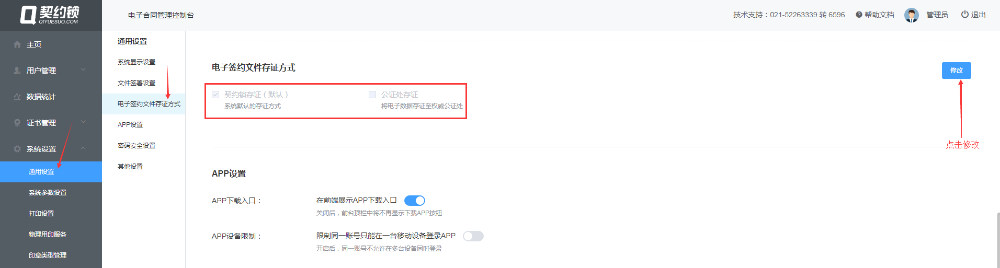 契约锁
QIYUESUO.COM
电子合同管理控制台
技术支持：021-52263339 转 6596
帮助文档
管理员
退出
主页
用户管理
数据统计
证书管理
系统设置
通用设置
系统参数设置
打印设置
物理用印服务
印章类型管理
通用设置
系统显示设置
文件签署设置
电子签约文件存证方式
APP设置
密码安全设置
其他设置
电子签约文件存证方式
修改
契约锁存证（默认）
系统默认的存证方式
公证处存证
将电子数据存证至权威公证处
点击修改
APP设置
APP下载入口：
在前端展示APP下载入口
关闭后，前台顶栏中将不再显示下载APP按钮
APP设备限制：
限制同一账号只能在一台移动设备登录APP
开启后，同一账号不允许在多台设备同时登录